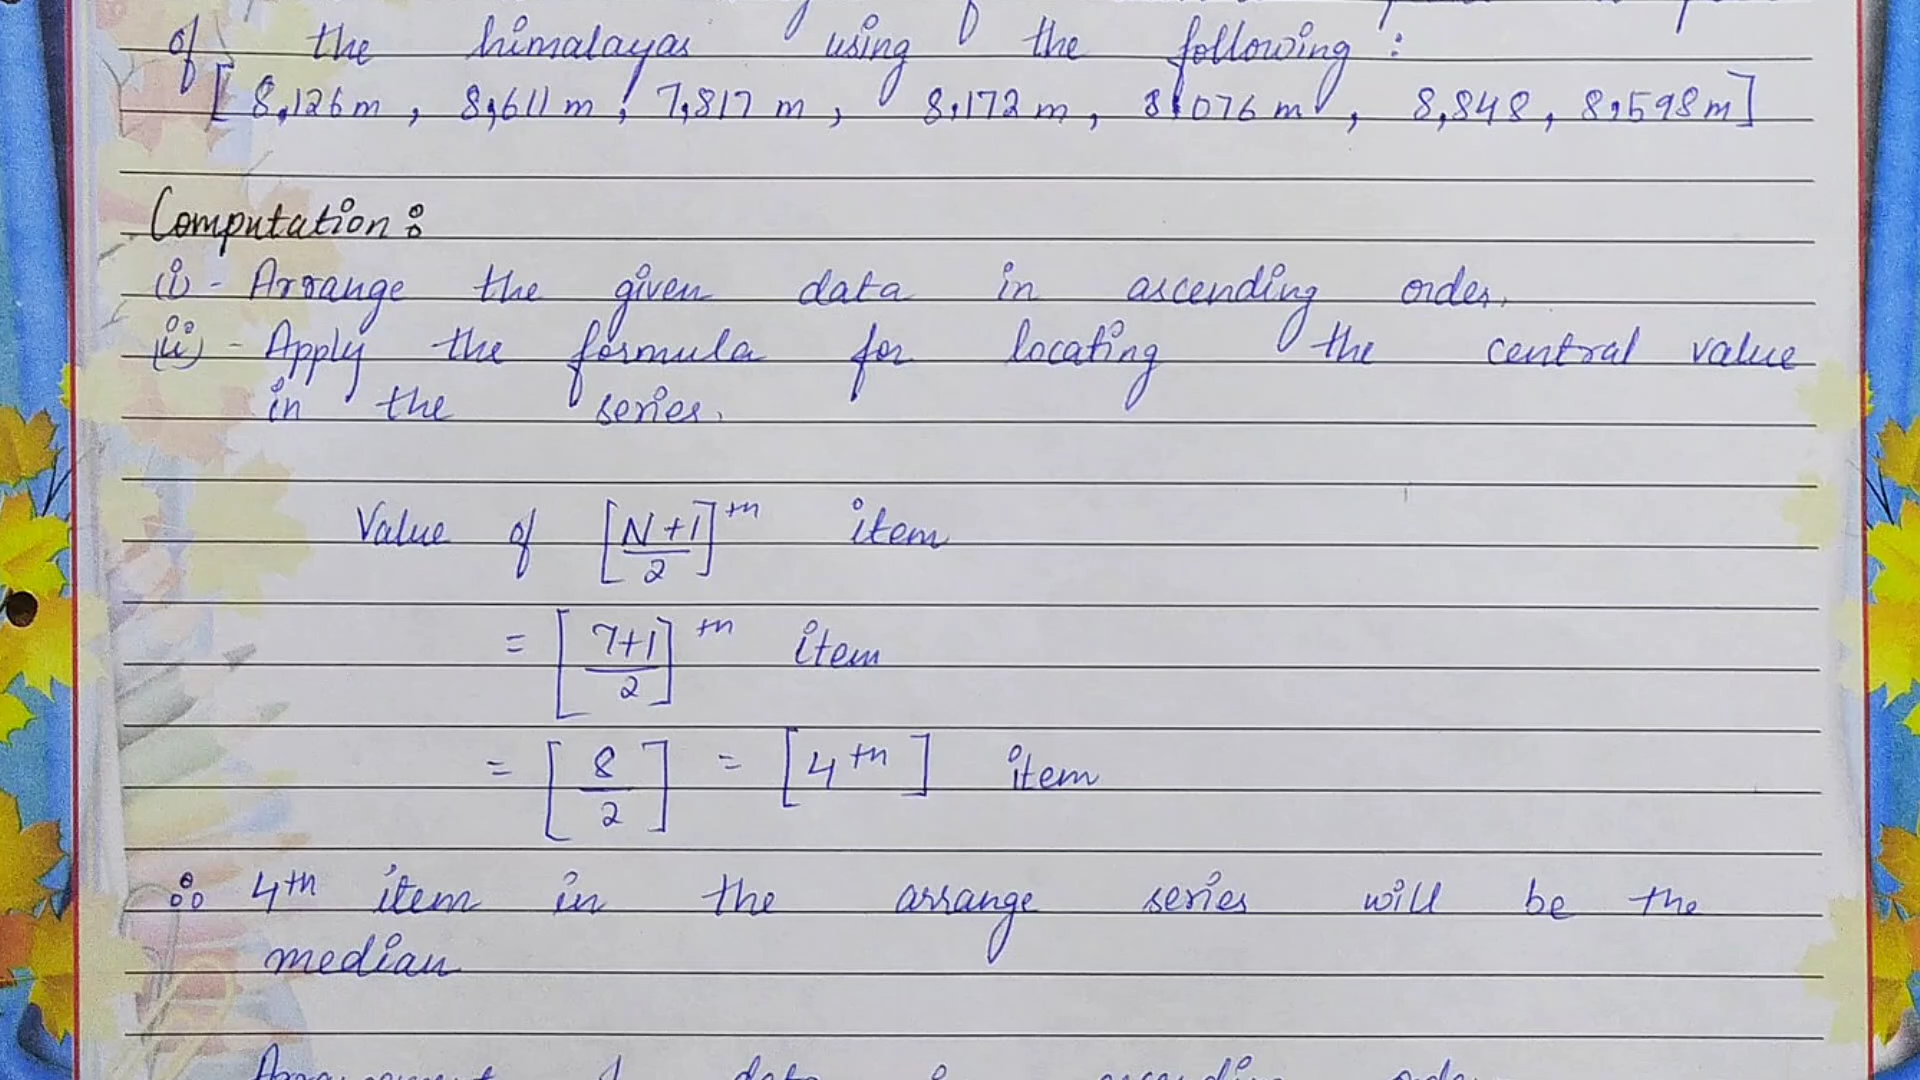 of the himalayas using the following :
[ 8,126m , 8,611m , 7,817 m , 8,172 m , 8,076 m , 8,848 , 8,598m ]
Computation :
(i) - Arrange the given data in ascending order.
(ii) - Apply the formula for locating the central value
in the series.
Value of [N+1/2]th item
= [7+1/2]th item
= [8/2] = [4th] item
∴ 4th item in the arrange series will be the
median